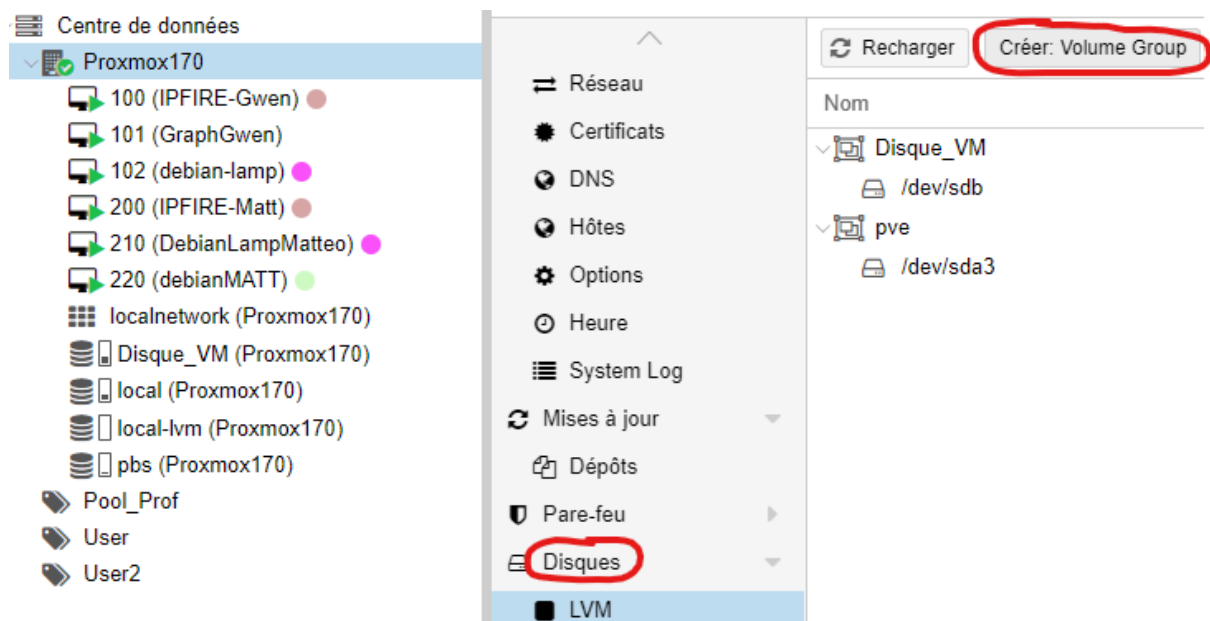 Centre de données
Proxmox170
100 (IPFIRE-Gwen)
101 (GraphGwen)
102 (debian-lamp)
200 (IPFIRE-Matt)
210 (DebianLampMatteo)
220 (debianMATT)
localnetwork (Proxmox170)
Disque_VM (Proxmox170)
local (Proxmox170)
local-lvm (Proxmox170)
pbs (Proxmox170)
Pool_Prof
User
User2
Réseau
Certificats
DNS
Hôtes
Options
Heure
System Log
Mises à jour
Dépôts
Pare-feu
Disques
LVM
Recharger Créer: Volume Group
Nom
Disque_VM
/dev/sdb
pve
/dev/sda3